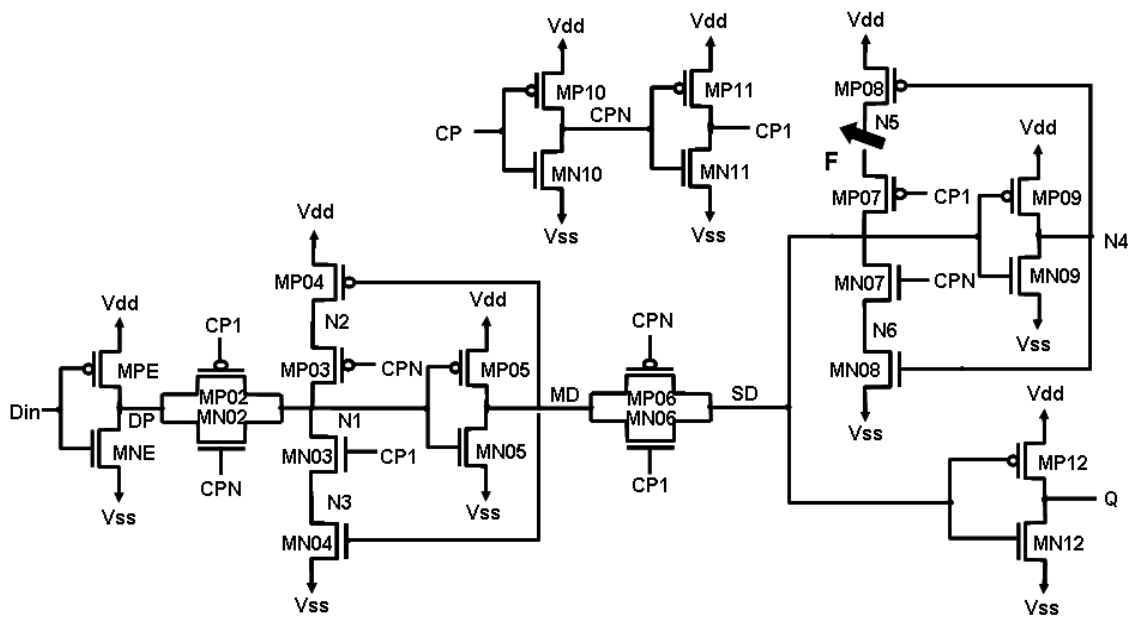 Vdd
Vdd
Vdd
MP10
MP11
MP08
CPN
N5
CP
CP1
Vdd
F
MN10
MN11
MP07
CP1
MP09
Vss
Vss
Vdd
N4
MP04
MN07
CPN
MN09
Vdd
CP1
N2
Vdd
CPN
N6
Vss
MPE
MP03
CPN
MP05
MN08
MP02
MP06
Din
DP
MN02
N1
MD
MN06
SD
Vss
Vdd
MNE
MN03
CP1
MN05
MP12
CPN
CP1
Vss
N3
Vss
Q
MN04
MN12
Vss
Vss